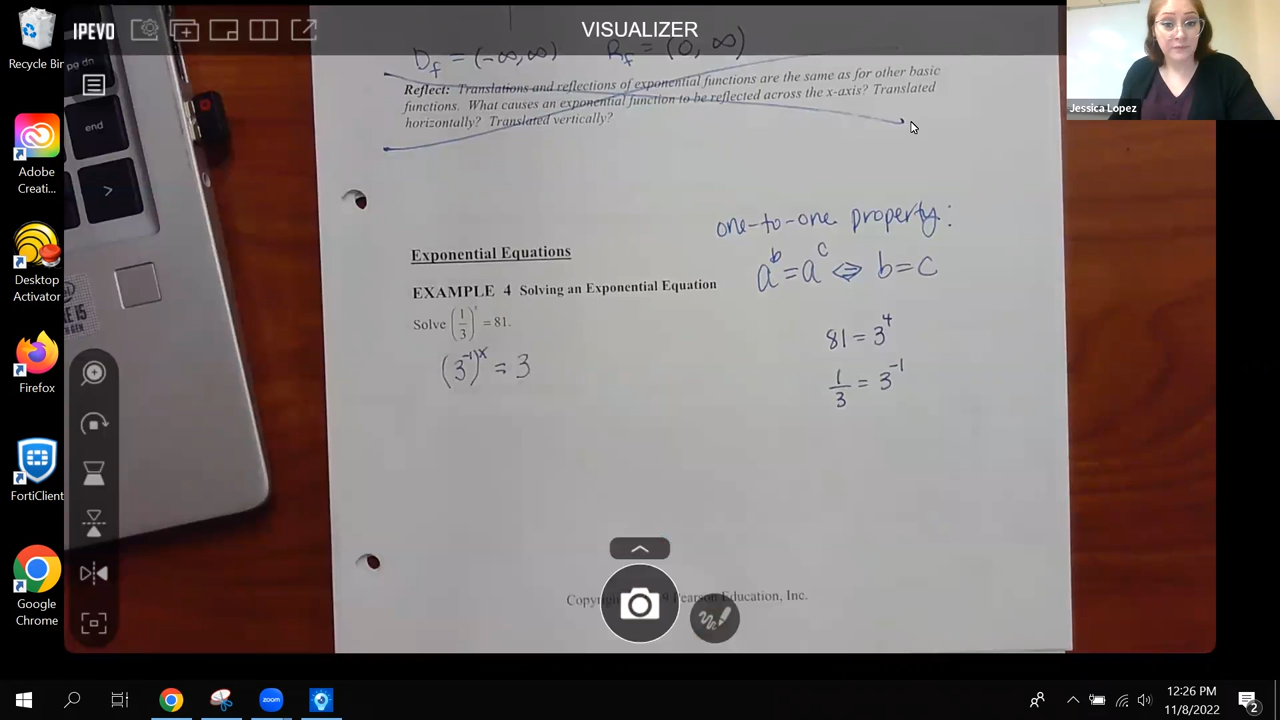 VISUALIZER
IPEVO
Recycle Bin
Adobe
Creati...
Desktop
Activator
Firefox
FortiClient
Google
Chrome
pg dn
end
Jessica Lopez
D_f = (-∞,∞) R_f = (0, ∞)
Reflect: Translations and reflections of exponential functions are the same as for other basic
functions. What causes an exponential function to be reflected across the x-axis? Translated
horizontally? Translated vertically?
one-to-one property:
a^b = a^c ⇔ b = c
Exponential Equations
EXAMPLE 4 Solving an Exponential Equation
Solve (1/3)^x = 81.
(3^-1)^x = 3
81 = 3^4
1/3 = 3^-1
Pearson Education, Inc.
zoom
12:26 PM
11/8/2022
2